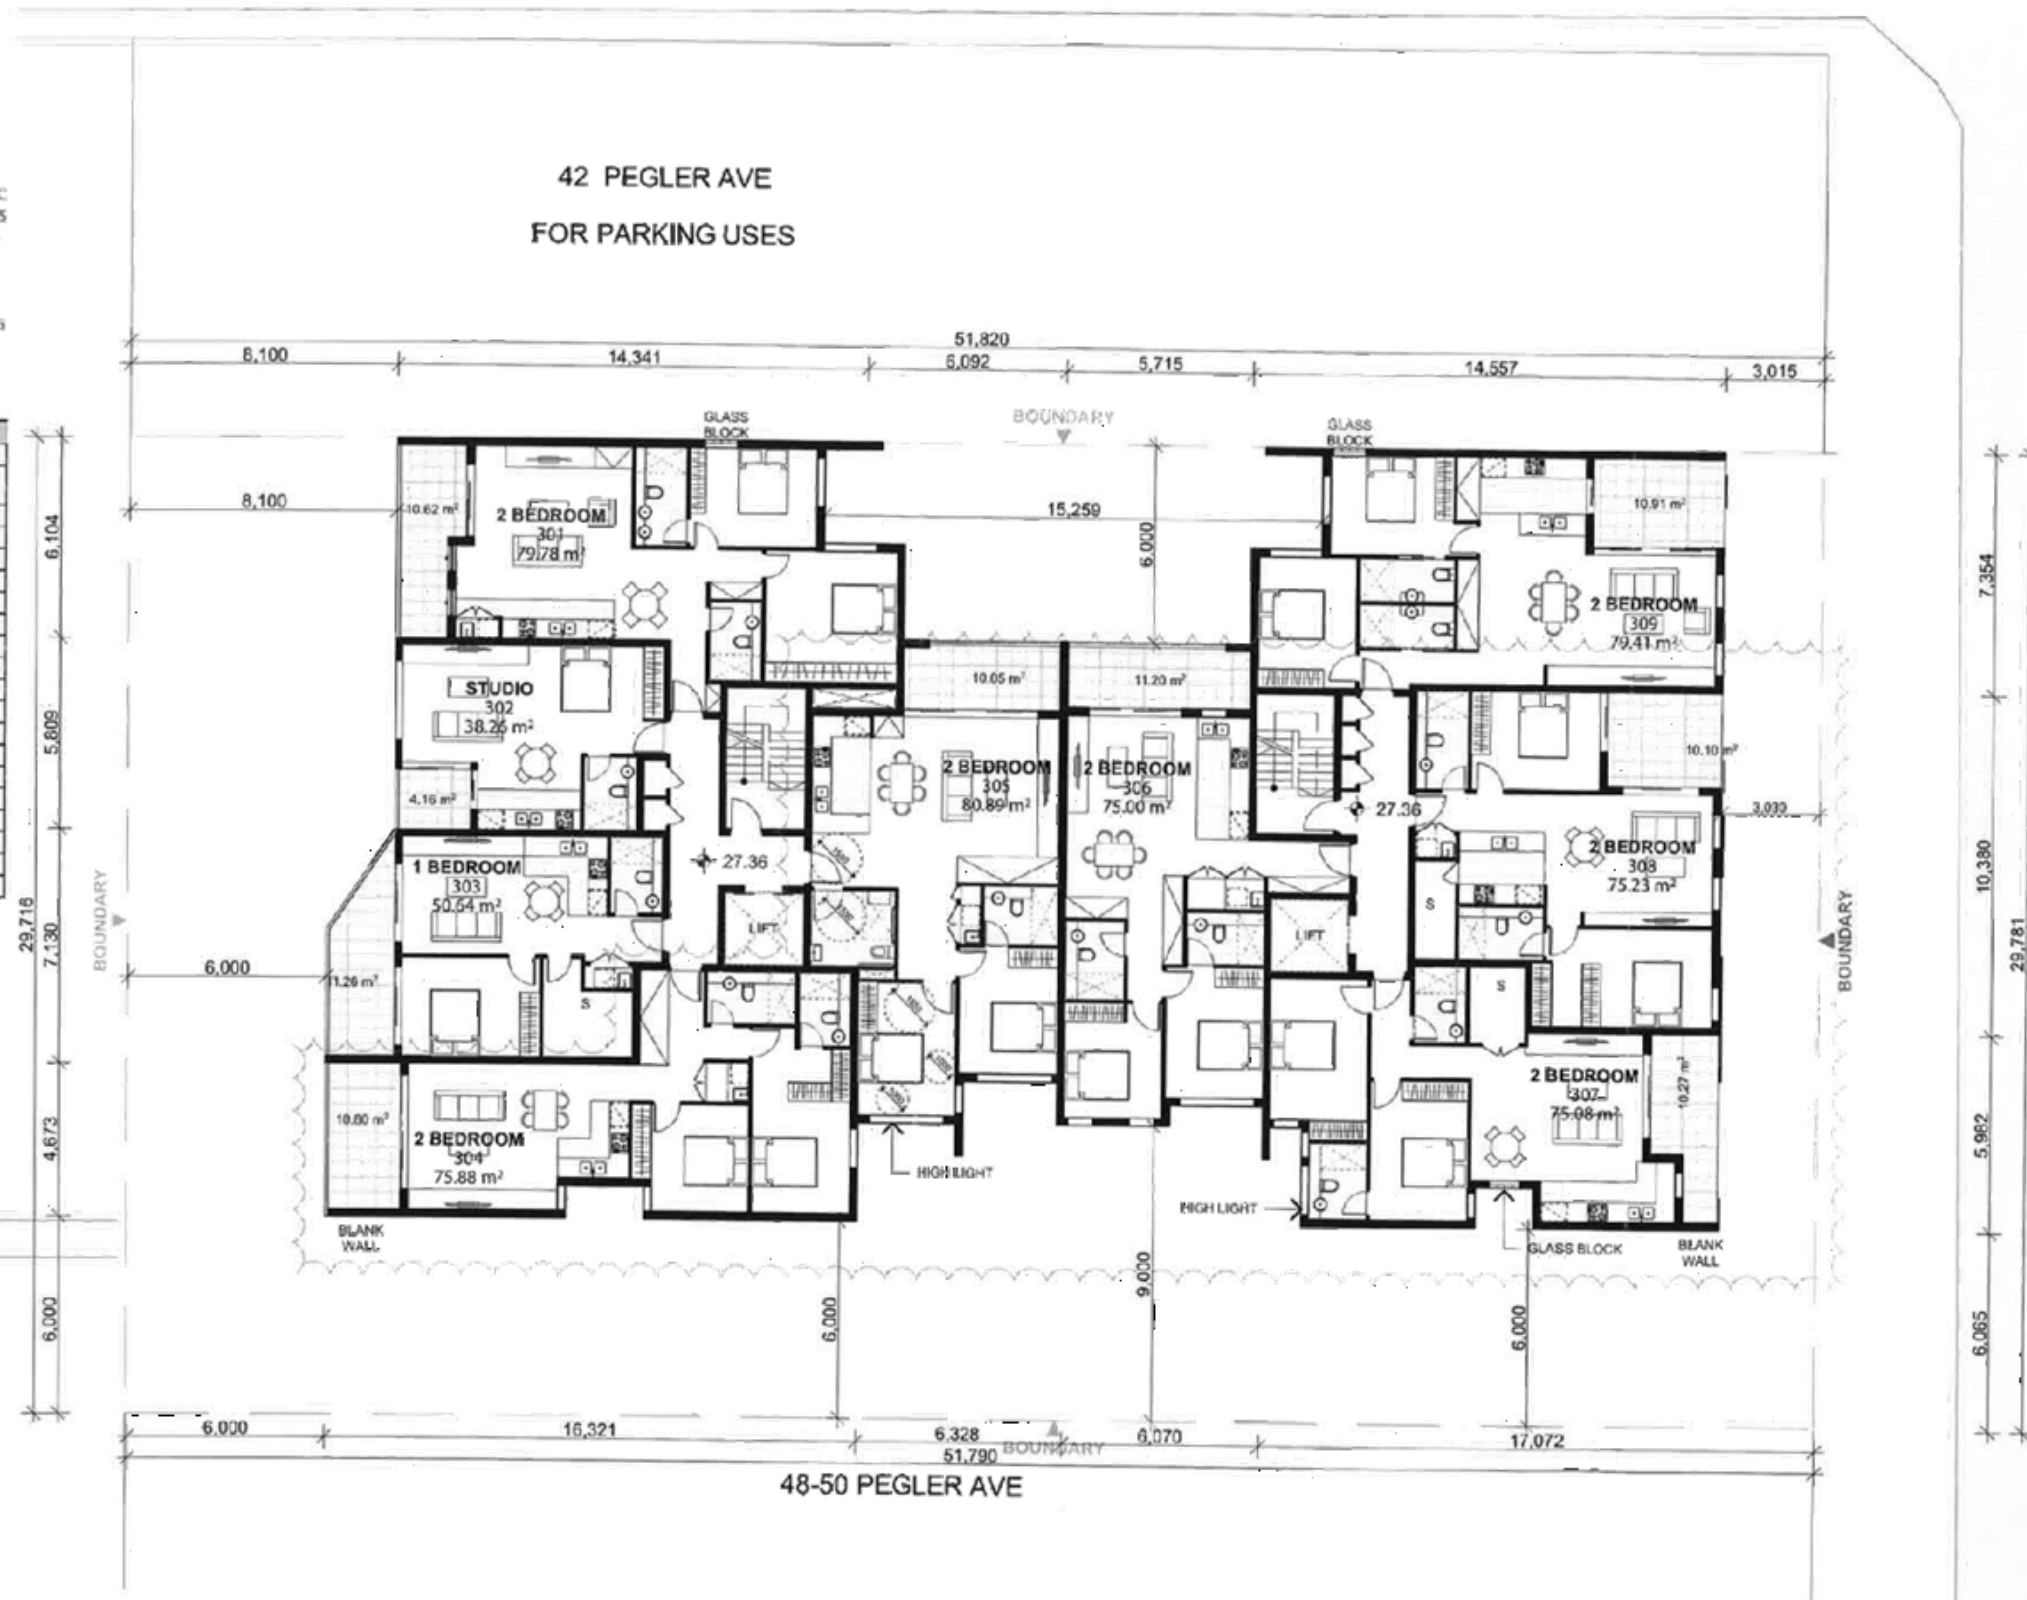 42 PEGLER AVE
FOR PARKING USES
51,820
8,100
14,341
6,092
5,715
14,557
3,015
GLASS
BLOCK
BOUNDARY
GLASS
BLOCK
8,100
6,104
15,259
6,000
10.62 m²
2 BEDROOM
301
79.78 m²
10.91 m²
7,354
2 BEDROOM
309
79.41 m²
5,809
STUDIO
302
38.26 m²
4.16 m²
10.05 m²
11.20 m²
2 BEDROOM
305
80.89 m²
2 BEDROOM
306
75.00 m²
10.10 m²
27.36
3,030
27.36
1 BEDROOM
303
50.64 m²
2 BEDROOM
308
75.23 m²
10,380
BOUNDARY
29,716
7,130
6,000
11.26 m²
S
LIFT
1500
LIFT
S
S
BOUNDARY
29,781
10.80 m²
2 BEDROOM
304
75.88 m²
4,673
2 BEDROOM
307
75.08 m²
10.27 m²
5,982
HIGH LIGHT
HIGH LIGHT
GLASS BLOCK
BLANK
WALL
BLANK
WALL
6,000
6,000
9,000
6,000
6,065
6,000
16,321
6,328
6,070
17,072
BOUNDARY
51,790
48-50 PEGLER AVE